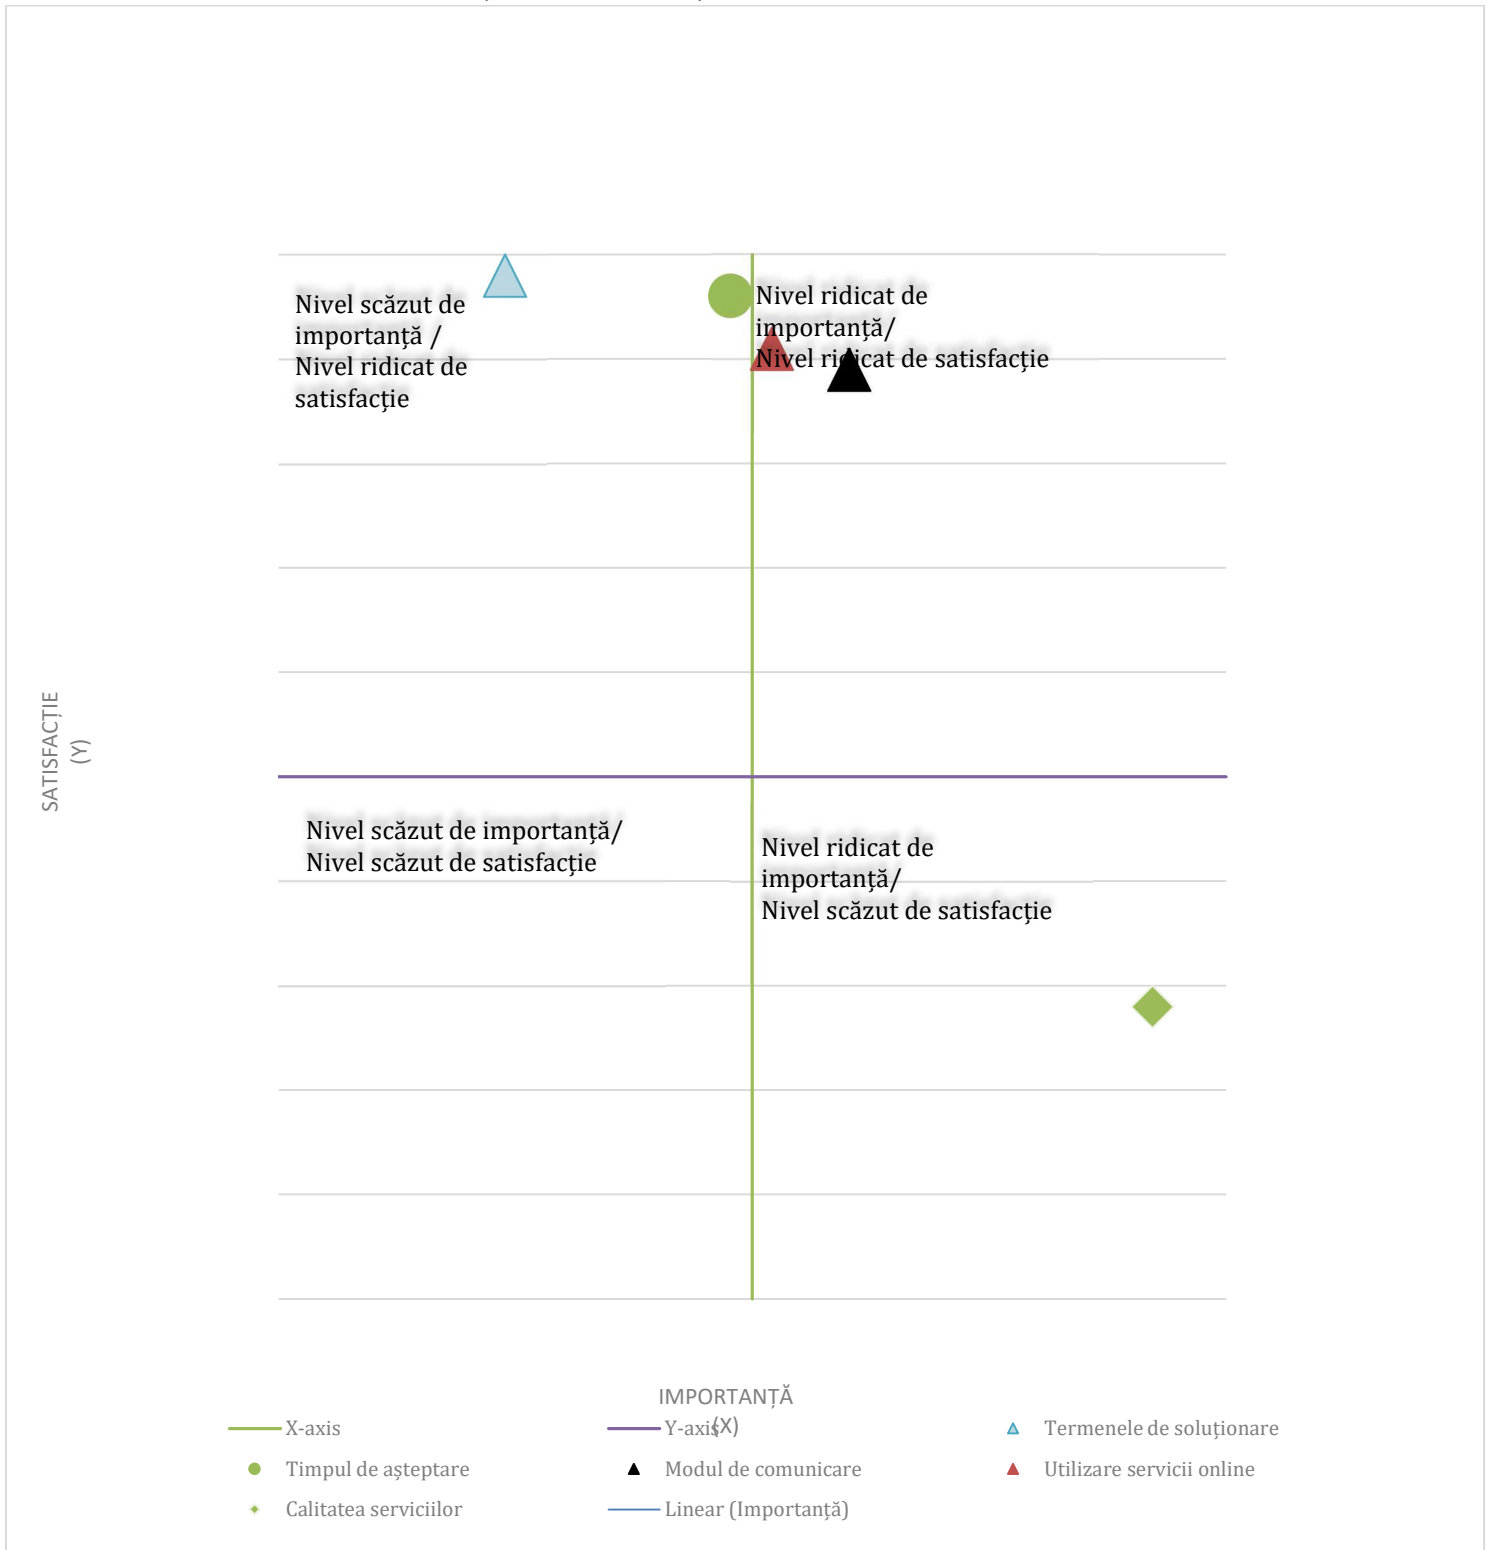 Nivel scăzut de
importanță /
Nivel ridicat de
satisfacție
Nivel ridicat de
importanță/
Nivel ridicat de satisfacție
SATISFACȚIE
(Y)
Nivel scăzut de importanță/
Nivel scăzut de satisfacție
Nivel ridicat de
importanță/
Nivel scăzut de satisfacție
IMPORTANȚĂ
(X)
X-axis
Y-axis
Termenele de soluționare
Timpul de așteptare
Modul de comunicare
Utilizare servicii online
Calitatea serviciilor
Linear (Importanță)